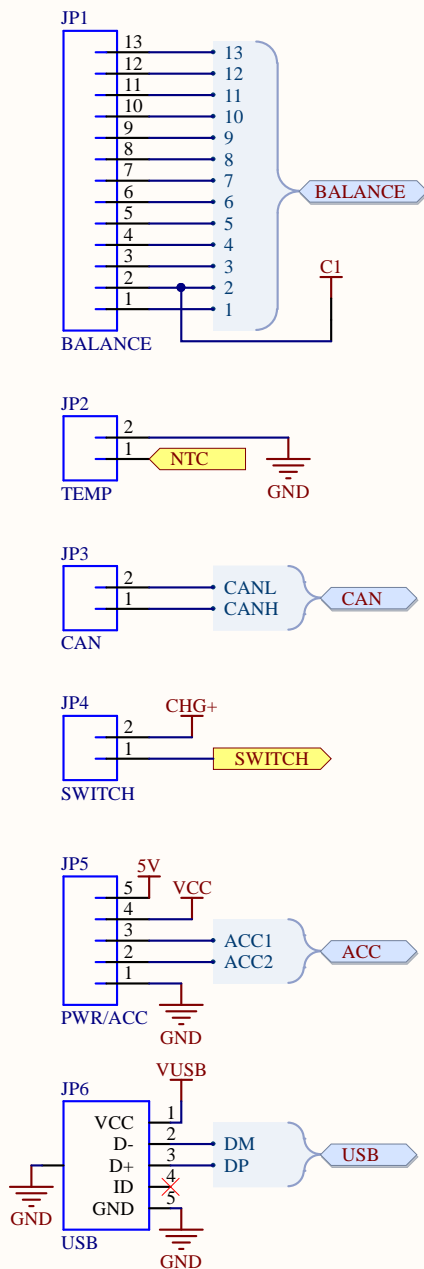 JP1
13 13
12 12
11 11
10 10
9 9
8 8
7 7
6 6
5 5
4 4
3 3
2 2
1 1
BALANCE
C1
BALANCE
JP2
2
1 NTC
GND
TEMP
JP3
2 CANL
1 CANH
CAN
CAN
JP4
CHG+
2
1 SWITCH
SWITCH
JP5
5V
VCC
5
4
3 ACC1
2 ACC2
1
ACC
GND
PWR/ACC
JP6
VUSB
VCC 1
D- 2 DM
D+ 3 DP
ID 4
GND 5
USB
GND
GND
USB